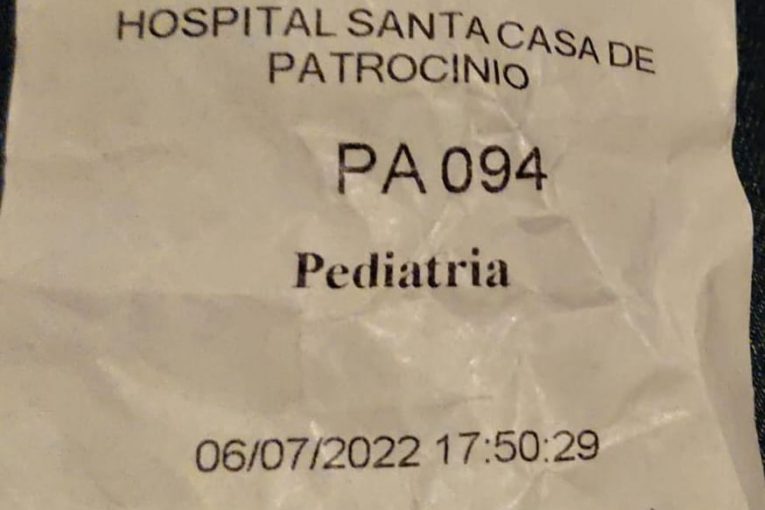 HOSPITAL SANTA CASA DE
PATROCINIO
PA 094
Pediatria
06/07/2022 17:50:29